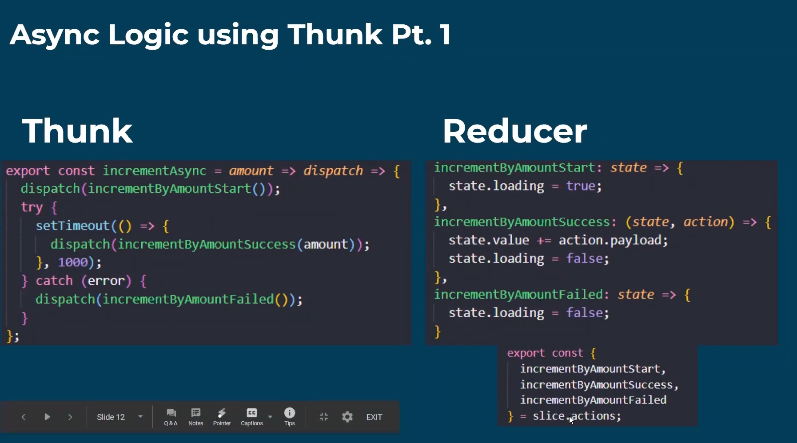 Async Logic using Thunk Pt. 1
Thunk
export const incrementAsync = amount => dispatch => {
dispatch(incrementByAmountStart());
try {
setTimeout(() => {
dispatch(incrementByAmountSuccess(amount));
}, 1000);
} catch (error) {
dispatch(incrementByAmountFailed());
}
};
Reducer
incrementByAmountStart: state => {
state.loading = true;
},
incrementByAmountSuccess: (state, action) => {
state.value += action.payload;
state.loading = false;
},
incrementByAmountFailed: state => {
state.loading = false;
}
export const {
incrementByAmountStart,
incrementByAmountSuccess,
incrementByAmountFailed
} = slice.actions;
Slide 12
Q & A
Notes
Pointer
Captions
Tips
EXIT